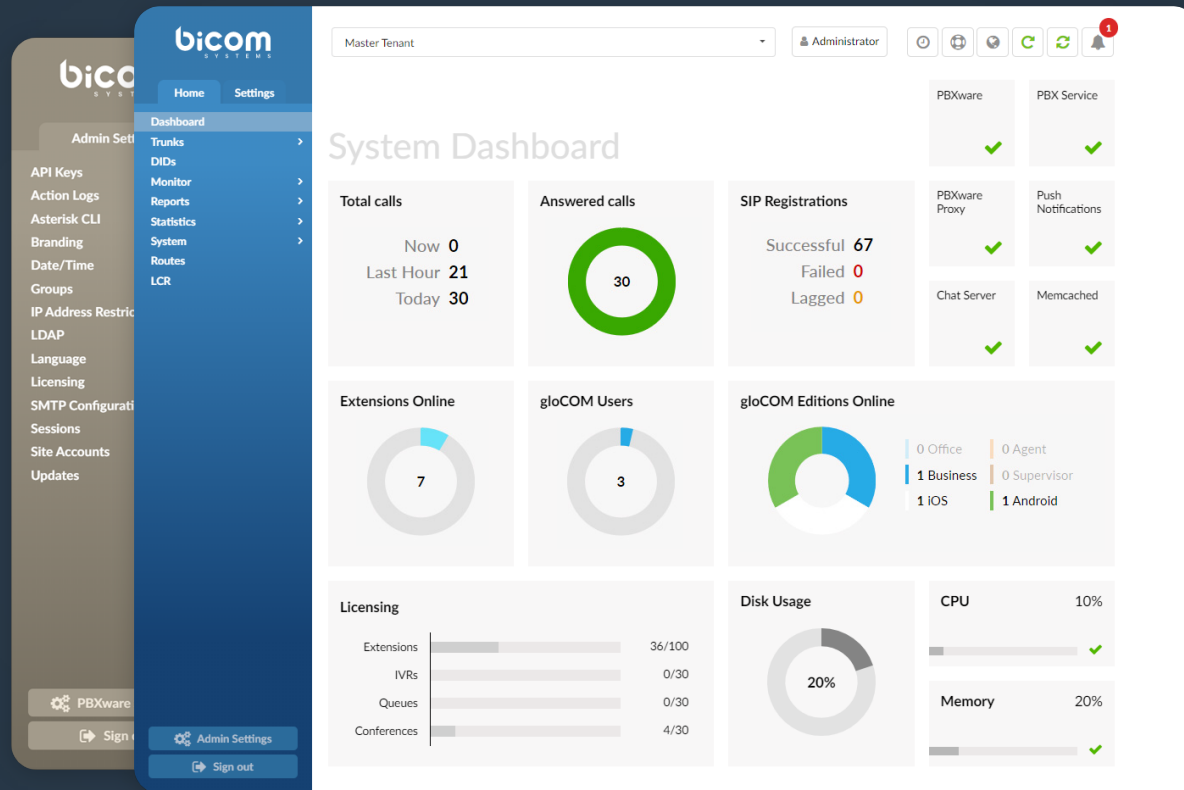 bico
SYST
Admin Sett
API Keys
Action Logs
Asterisk CLI
Branding
Date/Time
Groups
IP Address Restric
LDAP
Language
Licensing
SMTP Configurati
Sessions
Site Accounts
Updates
PBXware
Sign
bicom
SYSTEMS
Home Settings
Dashboard
Trunks
DIDs
Monitor
Reports
Statistics
System
Routes
LCR
Admin Settings
Sign out
Master Tenant
Administrator
1
System Dashboard
PBXware
PBX Service
Total calls
Now 0
Last Hour 21
Today 30
Answered calls
30
SIP Registrations
Successful 67
Failed 0
Lagged 0
PBXware
Proxy
Push
Notifications
Chat Server
Memcached
Extensions Online
7
gloCOM Users
3
gloCOM Editions Online
0 Office 0 Agent
1 Business 0 Supervisor
1 iOS 1 Android
Licensing
Extensions 36/100
IVRs 0/30
Queues 0/30
Conferences 4/30
Disk Usage
20%
CPU 10%
Memory 20%